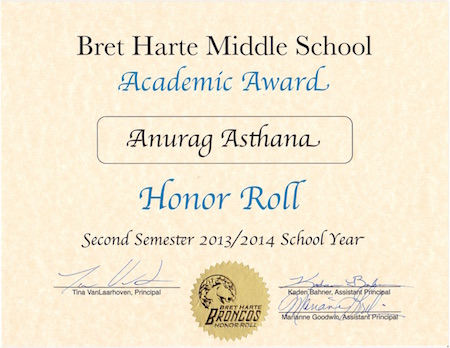 Bret Harte Middle School
Academic Award
Anurag Asthana
Honor Roll
Second Semester 2013/2014 School Year
Tina VanLaarhoven, Principal
BRET HARTE
BRONCOS
HONOR ROLL
Kaden Bahner, Assistant Principal
Marianne Goodwin, Assistant Principal